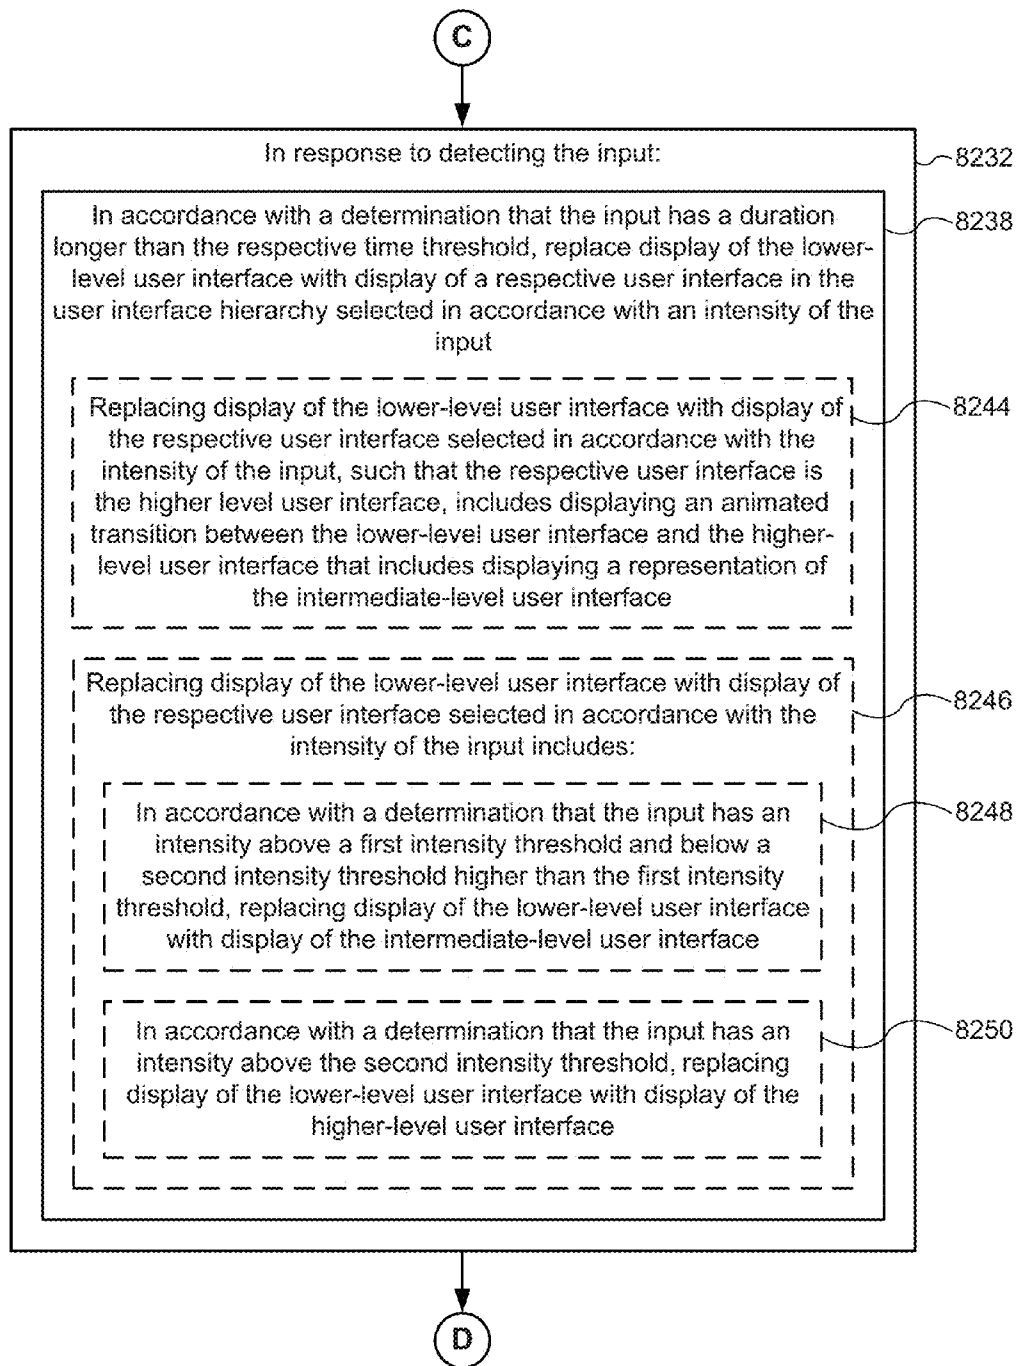 C
In response to detecting the input:
8232
In accordance with a determination that the input has a duration
longer than the respective time threshold, replace display of the lower-
level user interface with display of a respective user interface in the
user interface hierarchy selected in accordance with an intensity of the
input
8238
Replacing display of the lower-level user interface with display of
the respective user interface selected in accordance with the
intensity of the input, such that the respective user interface is
the higher level user interface, includes displaying an animated
transition between the lower-level user interface and the higher-
level user interface that includes displaying a representation of
the intermediate-level user interface
8244
Replacing display of the lower-level user interface with display of
the respective user interface selected in accordance with the
intensity of the input includes:
8246
In accordance with a determination that the input has an
intensity above a first intensity threshold and below a
second intensity threshold higher than the first intensity
threshold, replacing display of the lower-level user interface
with display of the intermediate-level user interface
8248
In accordance with a determination that the input has an
intensity above the second intensity threshold, replacing
display of the lower-level user interface with display of the
higher-level user interface
8250
D